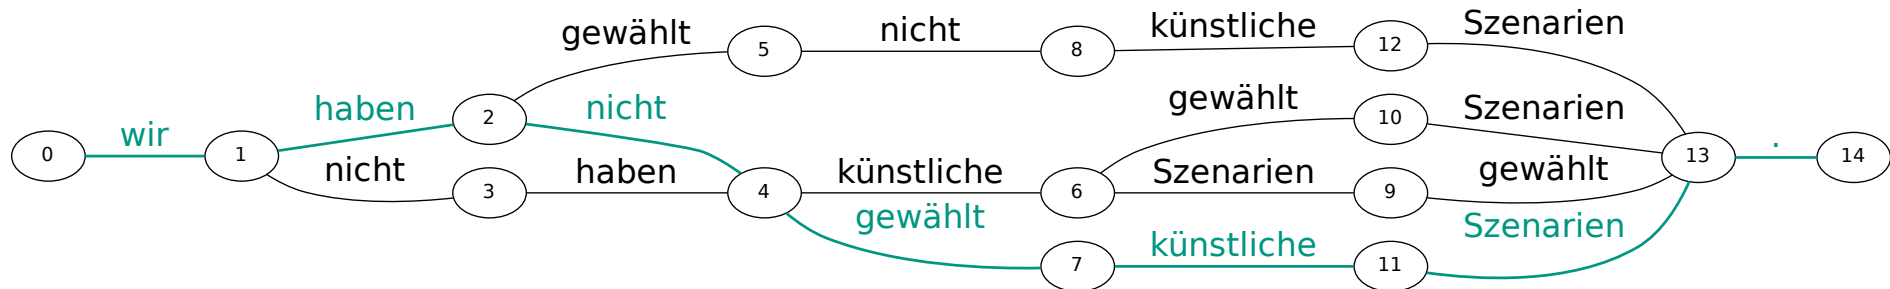 gewählt nicht künstliche Szenarien
5 8 12
wir haben nicht gewählt Szenarien .
0 1 2 10 13 14
nicht haben künstliche Szenarien gewählt
3 4 6 9
gewählt künstliche Szenarien
7 11